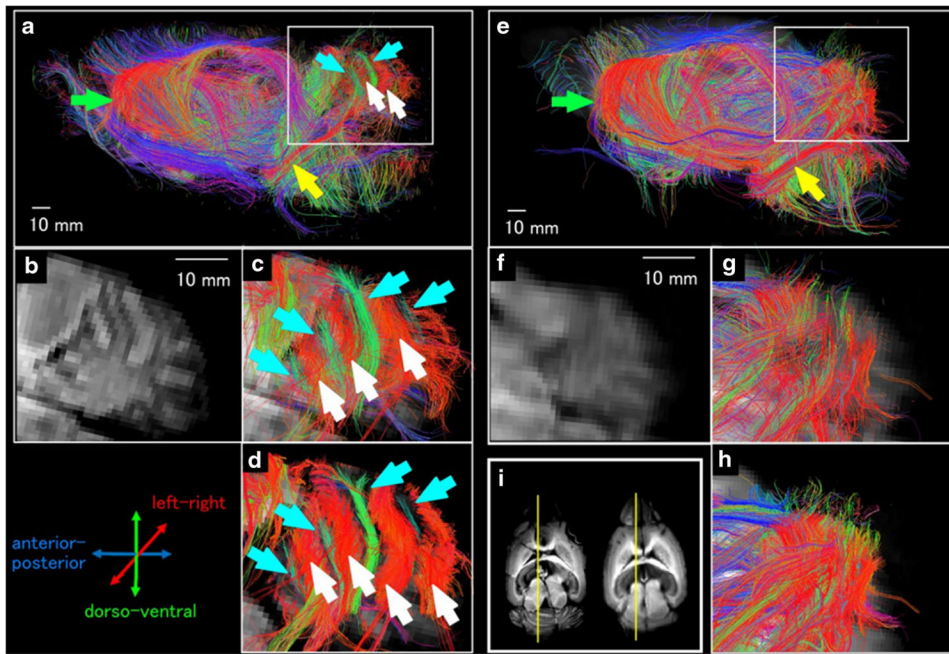 a
10 mm
e
10 mm
b
10 mm
c
f
10 mm
g
left-right
anterior-
posterior
dorso-ventral
d
i
h